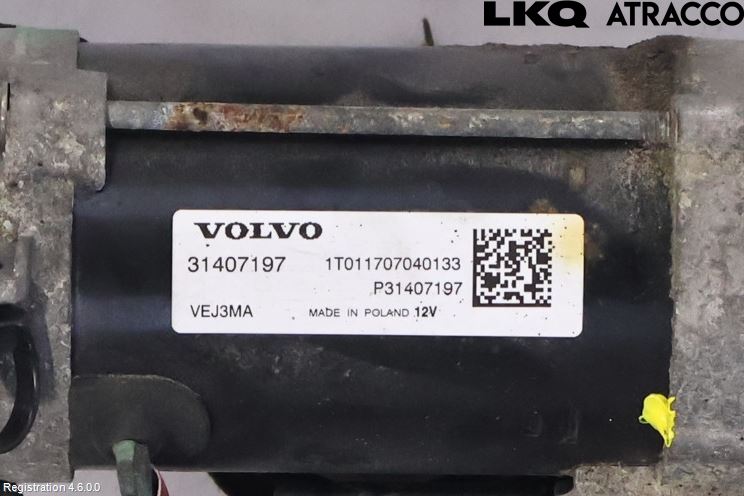 LKQ ATRACCO
VOLVO
31407197 1T011707040133
P31407197
VEJ3MA MADE IN POLAND 12V
Registration 4.6.0.0